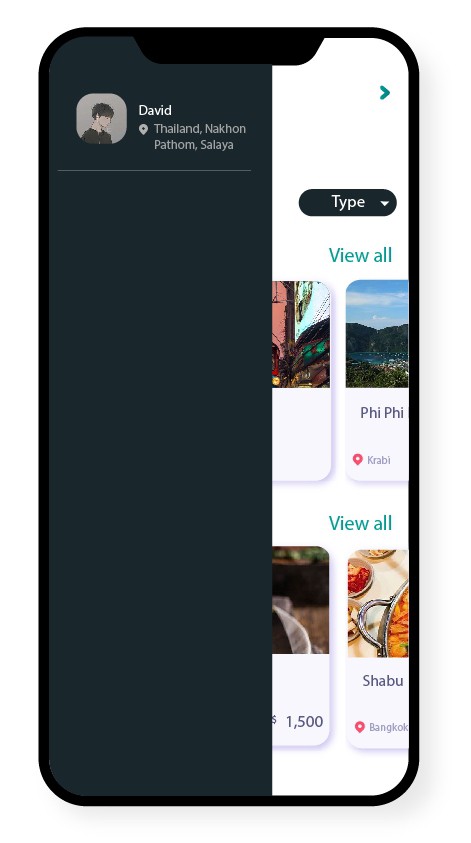 David
Thailand, Nakhon
Pathom, Salaya
Type
View all
Phi Phi
Krabi
View all
$ 1,500
Shabu
Bangkok